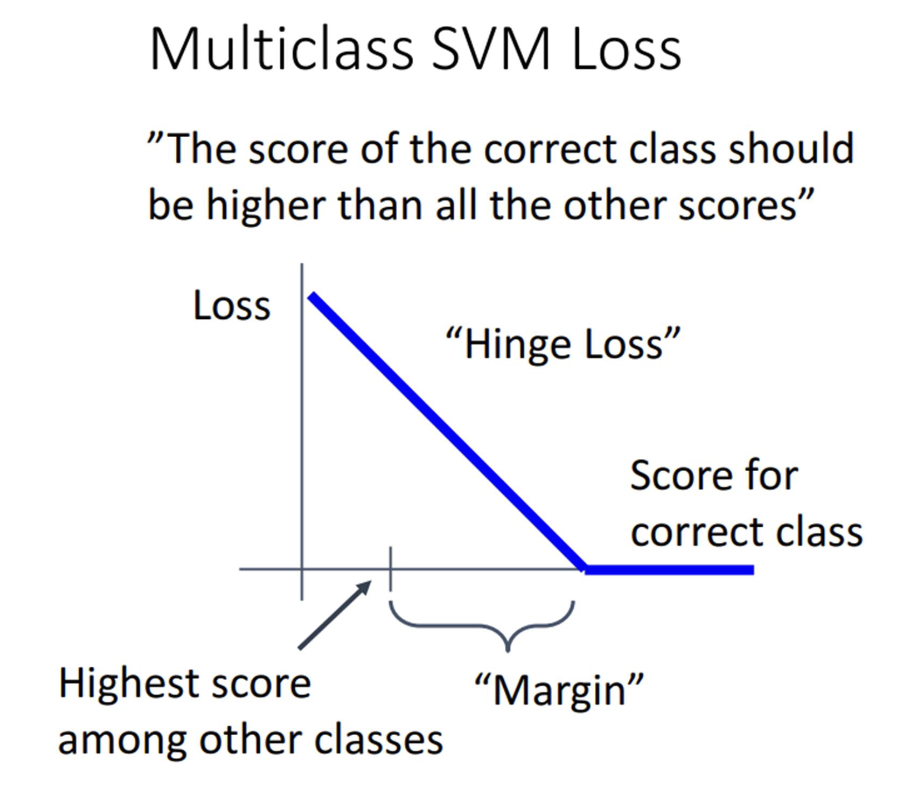 Multiclass SVM Loss
”The score of the correct class should
be higher than all the other scores”
Loss
“Hinge Loss”
Score for
correct class
Highest score
among other classes
“Margin”